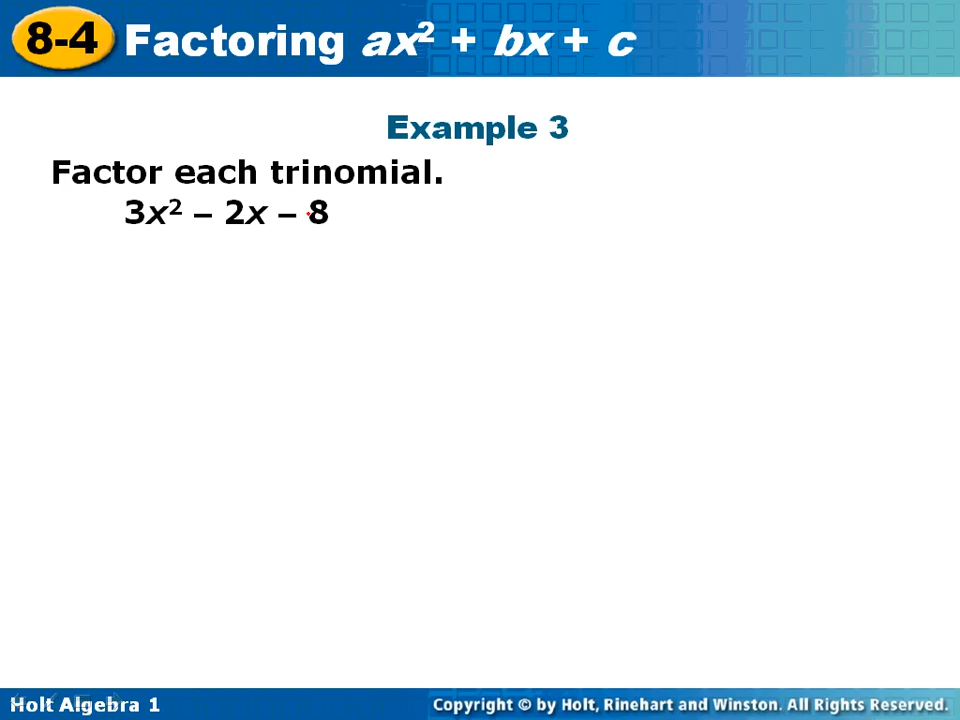 8-4 Factoring ax² + bx + c
Example 3
Factor each trinomial.
3x² – 2x – 8
Holt Algebra 1
Copyright © by Holt, Rinehart and Winston. All Rights Reserved.